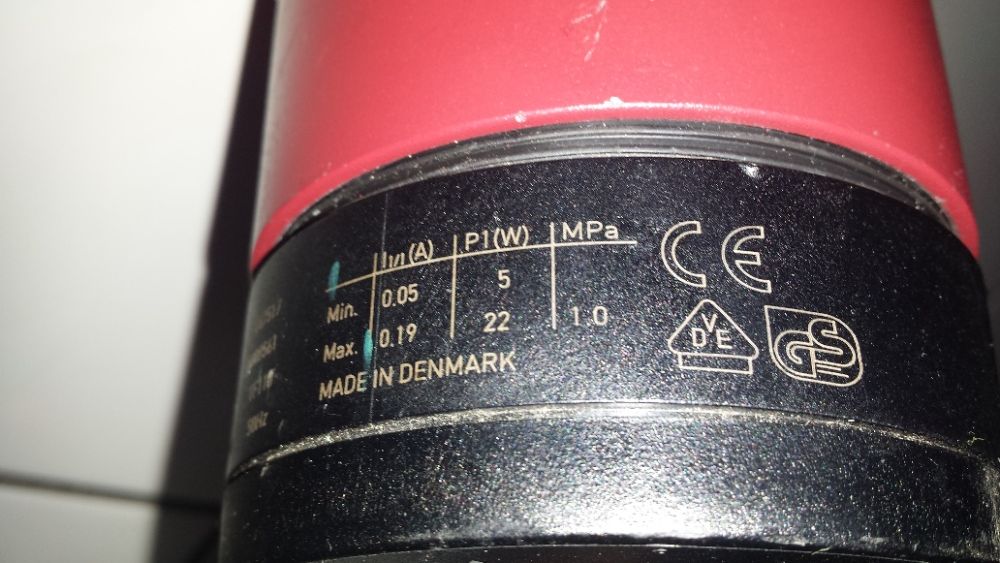 I1/1(A) P1(W) MPa
Min. 0.05 5
Max. 0.19 22 1.0
MADE IN DENMARK
CE
VDE
GS
50Hz